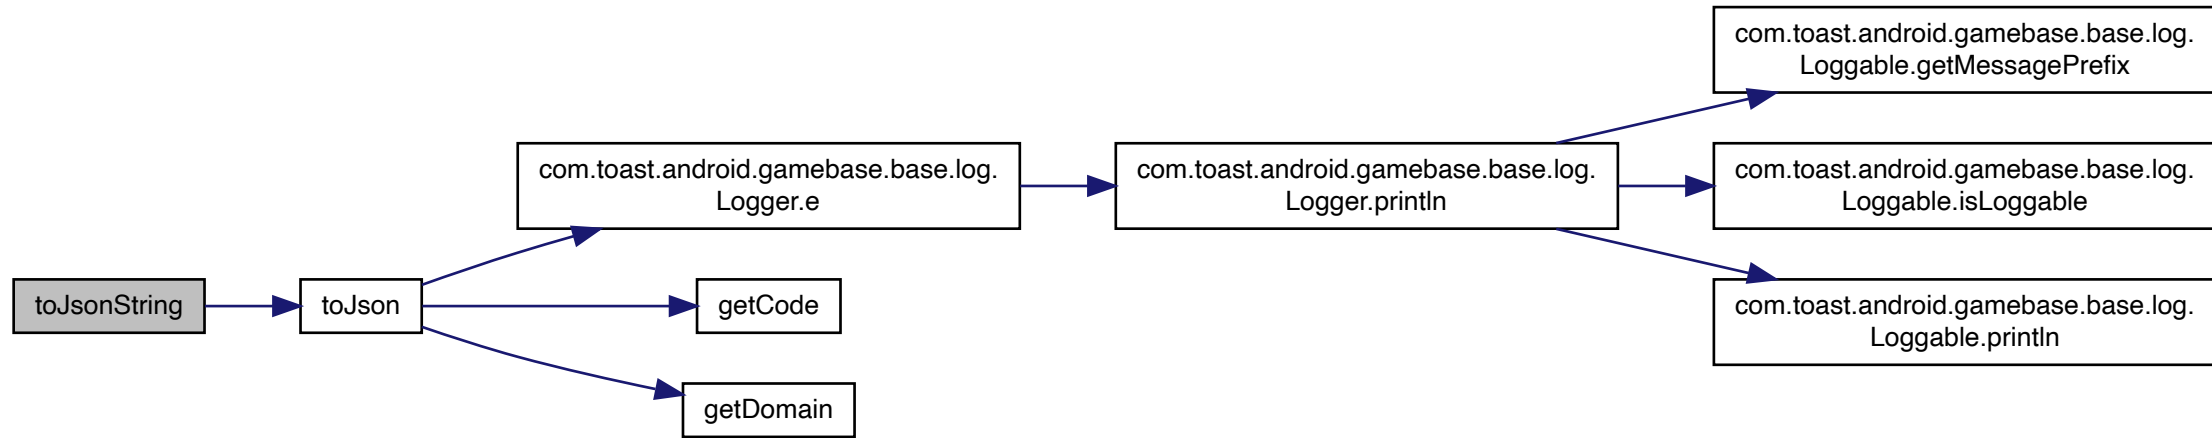 com.toast.android.gamebase.base.log.
Loggable.getMessagePrefix
com.toast.android.gamebase.base.log.
Logger.e
com.toast.android.gamebase.base.log.
Logger.println
com.toast.android.gamebase.base.log.
Loggable.isLoggable
toJsonString
toJson
getCode
com.toast.android.gamebase.base.log.
Loggable.println
getDomain